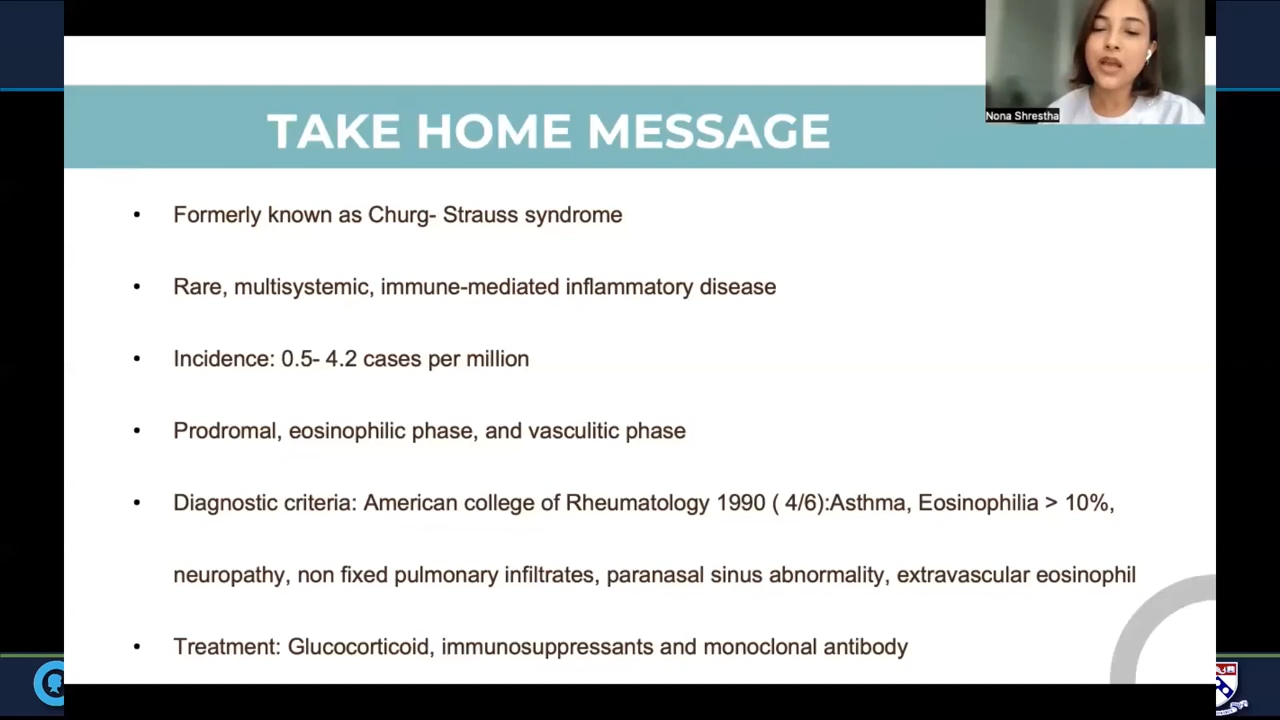 Nona Shrestha
TAKE HOME MESSAGE
• Formerly known as Churg- Strauss syndrome
• Rare, multisystemic, immune-mediated inflammatory disease
• Incidence: 0.5- 4.2 cases per million
• Prodromal, eosinophilic phase, and vasculitic phase
• Diagnostic criteria: American college of Rheumatology 1990 ( 4/6):Asthma, Eosinophilia > 10%,
neuropathy, non fixed pulmonary infiltrates, paranasal sinus abnormality, extravascular eosinophil
• Treatment: Glucocorticoid, immunosuppressants and monoclonal antibody